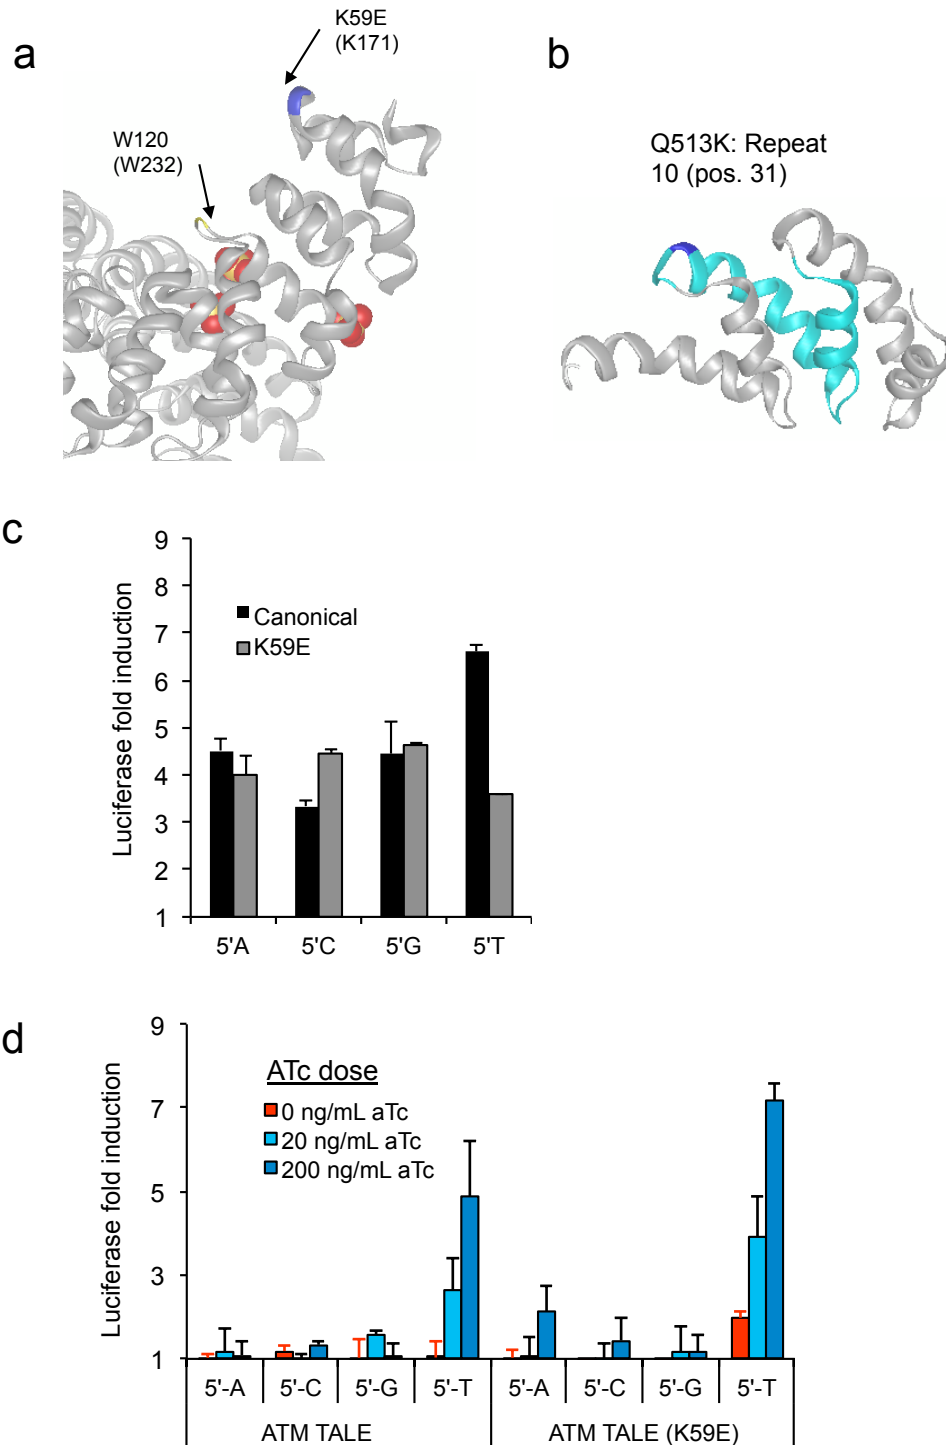 a
K59E
(K171)
W120
(W232)
b
Q513K: Repeat
10 (pos. 31)
c
Luciferase fold induction
9
8
7
6
5
4
3
2
1
Canonical
K59E
5'A
5'C
5'G
5'T
d
Luciferase fold induction
9
7
5
3
1
ATc dose
0 ng/mL aTc
20 ng/mL aTc
200 ng/mL aTc
5'-A
5'-C
5'-G
5'-T
5'-A
5'-C
5'-G
5'-T
ATM TALE
ATM TALE (K59E)